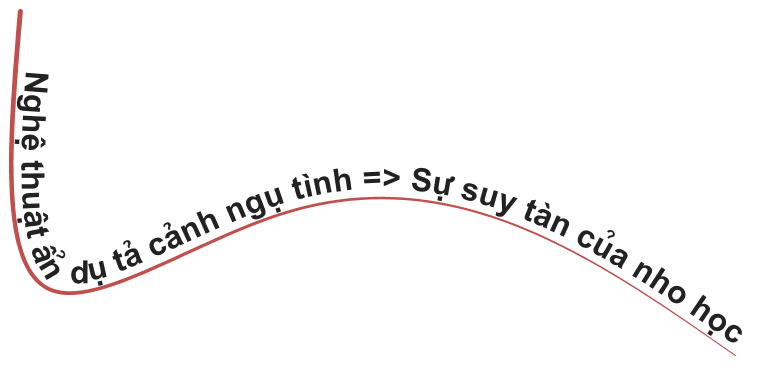 Nghệ thuật ẩn dụ tả cảnh ngụ tình => Sự suy tàn của nho học